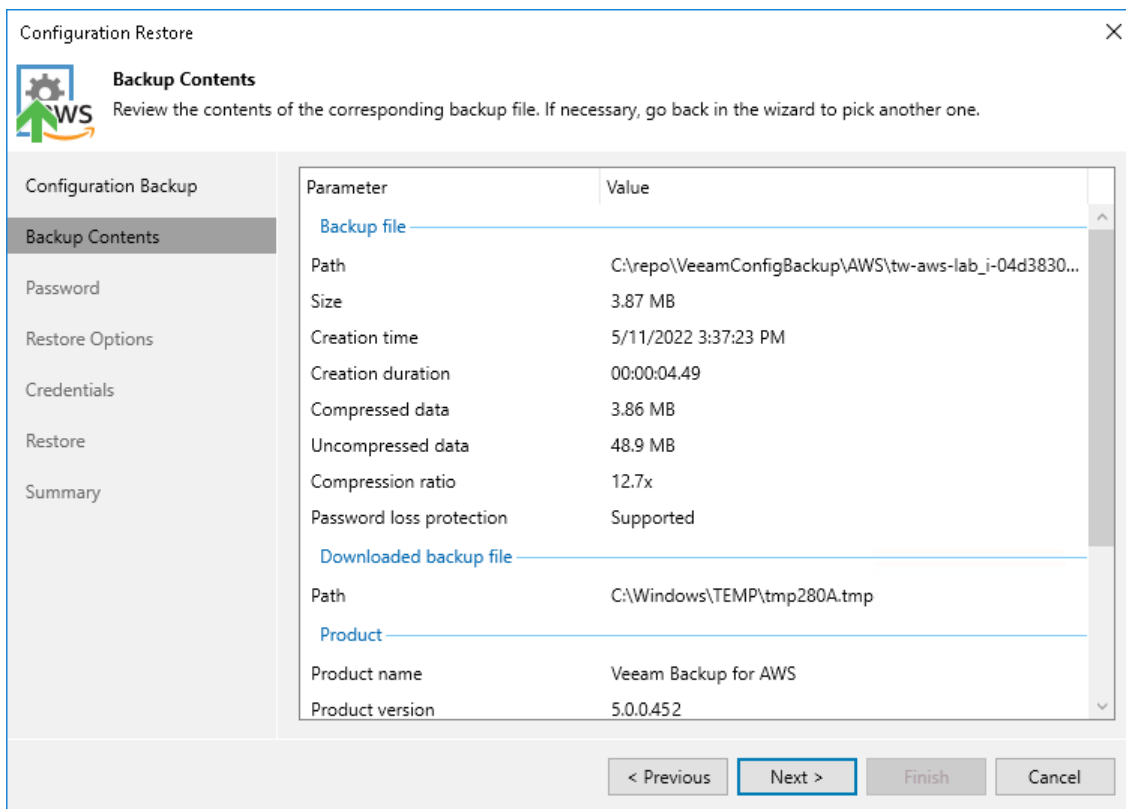 Configuration Restore
WS
Backup Contents
Review the contents of the corresponding backup file. If necessary, go back in the wizard to pick another one.
Configuration Backup
Backup Contents
Password
Restore Options
Credentials
Restore
Summary
Parameter Value
Backup file
Path C:\repo\VeeamConfigBackup\AWS\tw-aws-lab_i-04d3830...
Size 3.87 MB
Creation time 5/11/2022 3:37:23 PM
Creation duration 00:00:04.49
Compressed data 3.86 MB
Uncompressed data 48.9 MB
Compression ratio 12.7x
Password loss protection Supported
Downloaded backup file
Path C:\Windows\TEMP\tmp280A.tmp
Product
Product name Veeam Backup for AWS
Product version 5.0.0.452
< Previous Next > Finish Cancel